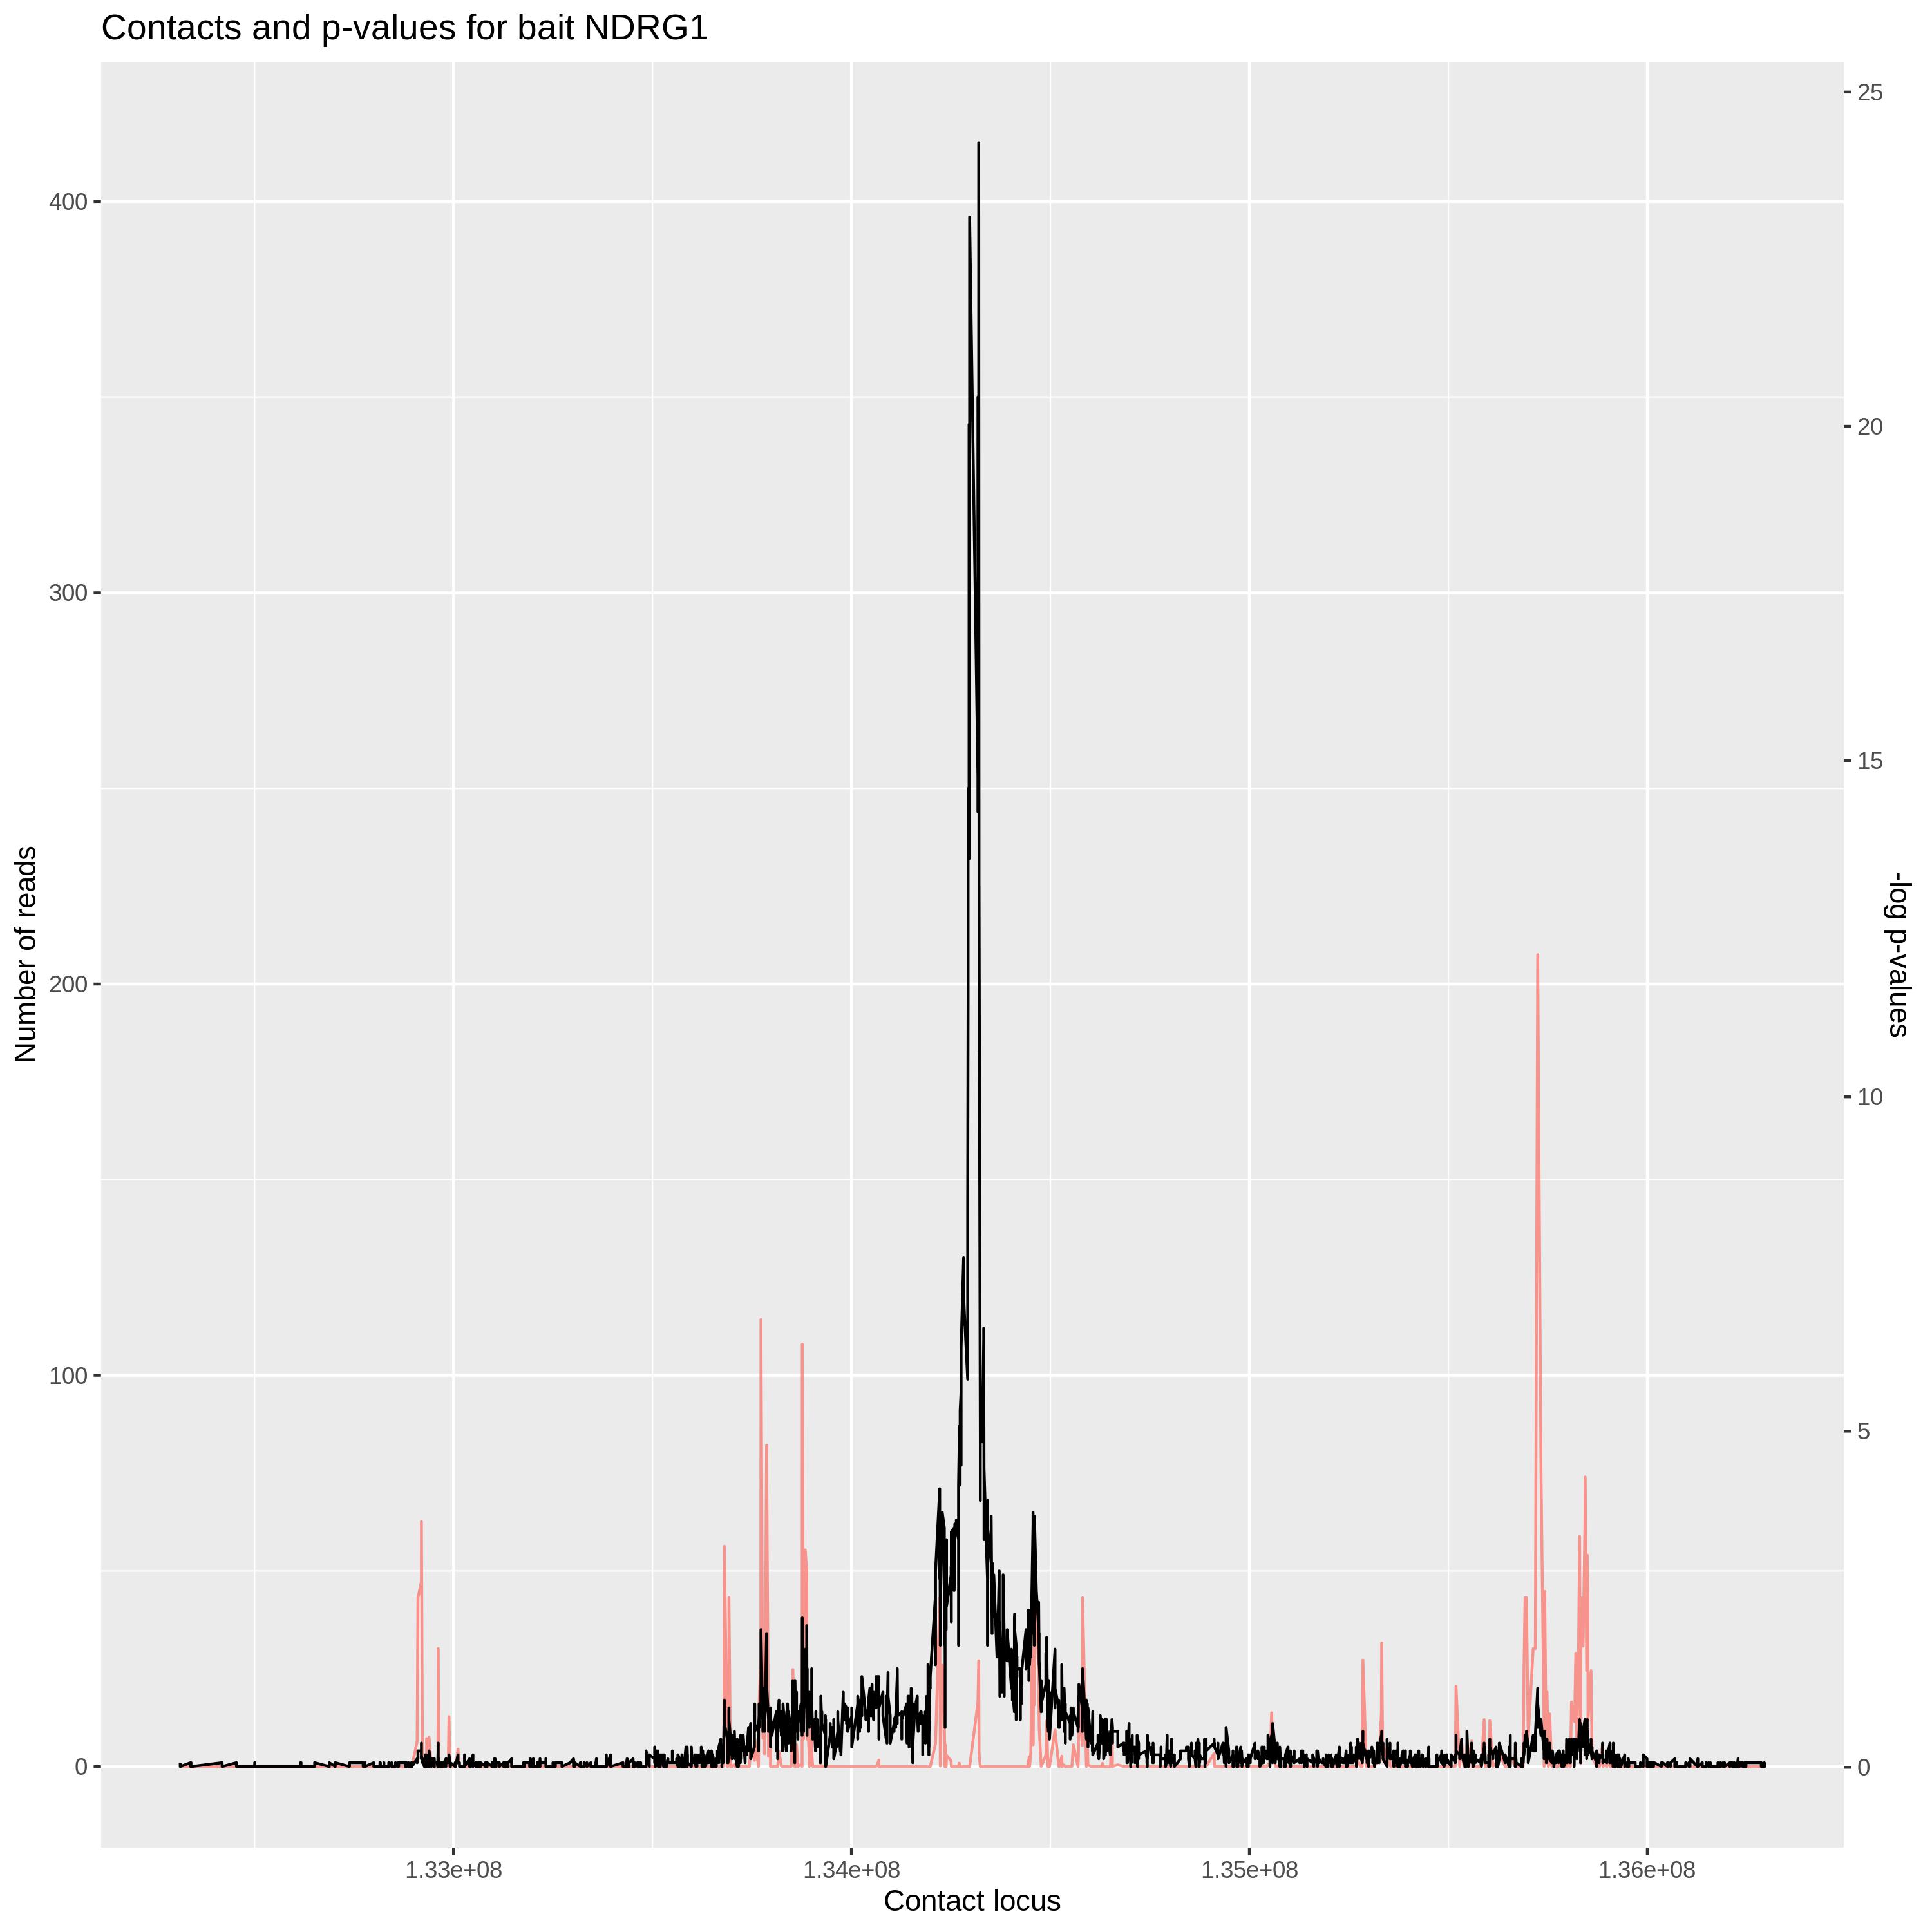 Contacts and p-values for bait NDRG1
Number of reads
400
300
200
100
0
25
20
15
10
5
0
-log p-values
1.33e+08 1.34e+08 1.35e+08 1.36e+08
Contact locus